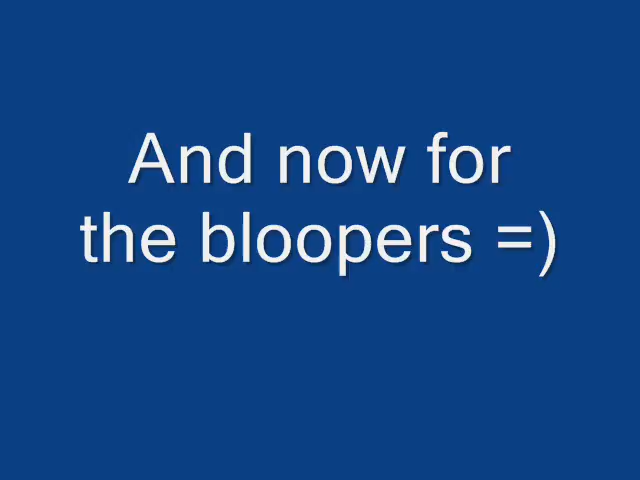 And now for
the bloopers =)